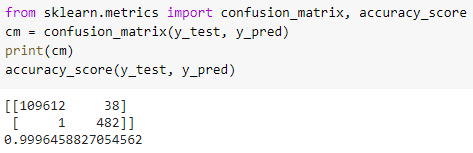 from sklearn.metrics import confusion_matrix, accuracy_score
cm = confusion_matrix(y_test, y_pred)
print(cm)
accuracy_score(y_test, y_pred)
[[109612     38]
 [     1    482]]
0.9996458827054562